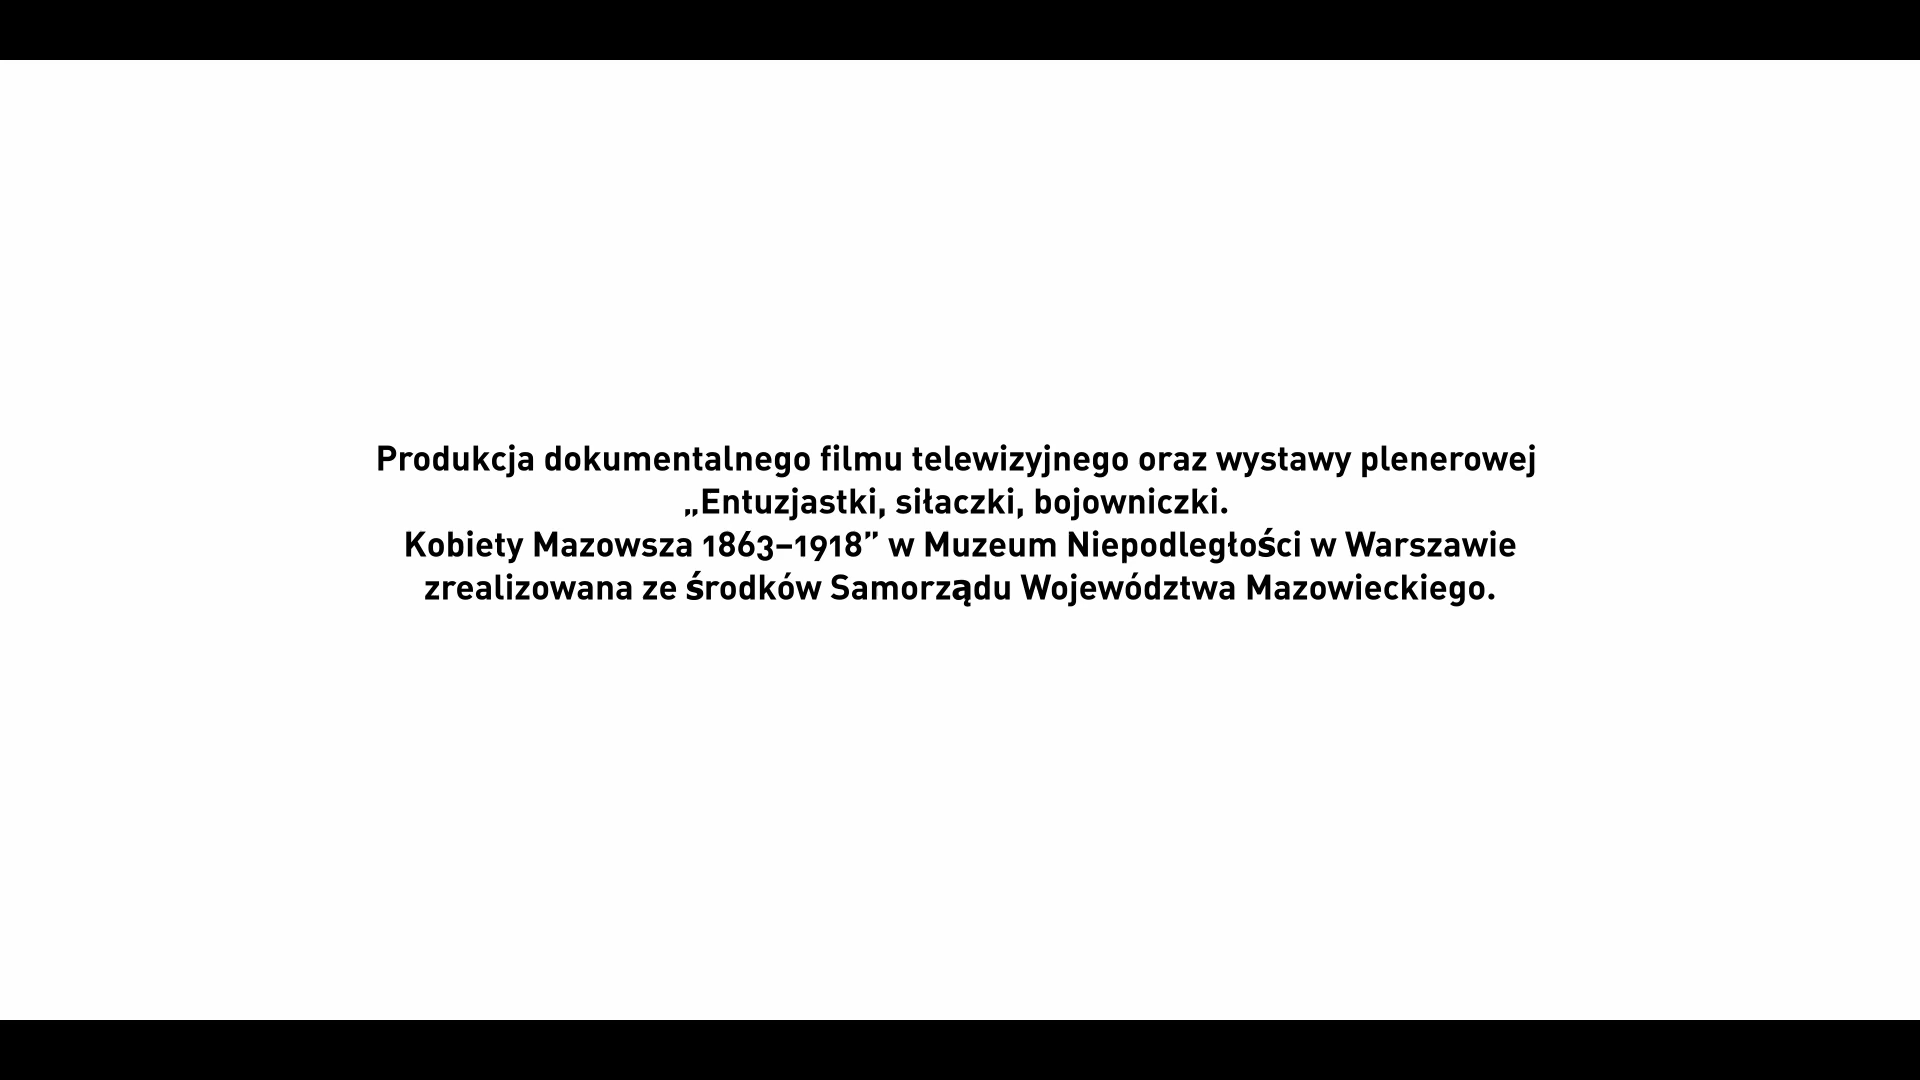 Produkcja dokumentalnego filmu telewizyjnego oraz wystawy plenerowej
„Entuzjastki, siłaczki, bojowniczki.
Kobiety Mazowsza 1863–1918” w Muzeum Niepodległości w Warszawie
zrealizowana ze środków Samorządu Województwa Mazowieckiego.